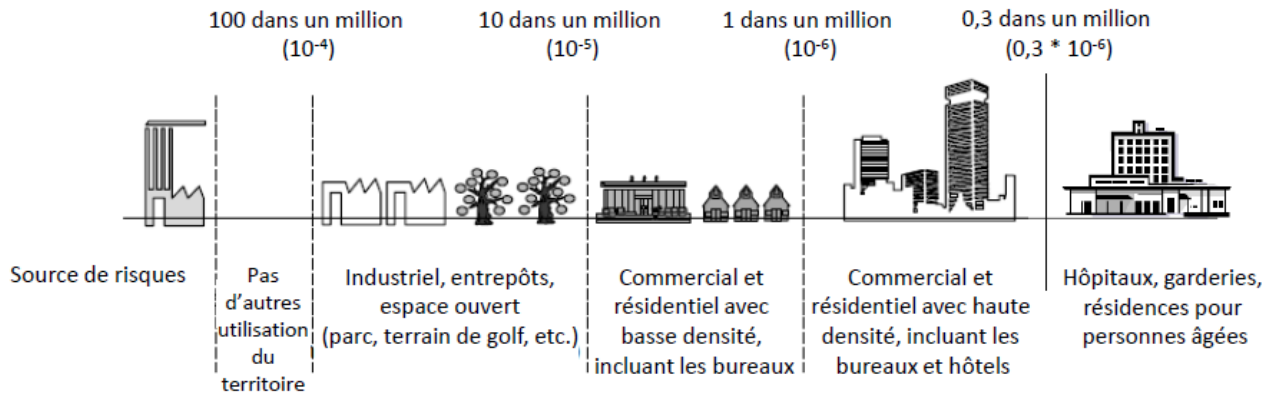 100 dans un million
(10⁻⁴)
10 dans un million
(10⁻⁵)
1 dans un million
(10⁻⁶)
0,3 dans un million
(0,3 * 10⁻⁶)
Source de risques
Pas
d’autres
utilisation
du
territoire
Industriel, entrepôts,
espace ouvert
(parc, terrain de golf, etc.)
Commercial et
résidentiel avec
basse densité,
incluant les bureaux
Commercial et
résidentiel avec haute
densité, incluant les
bureaux et hôtels
Hôpitaux, garderies,
résidences pour
personnes âgées